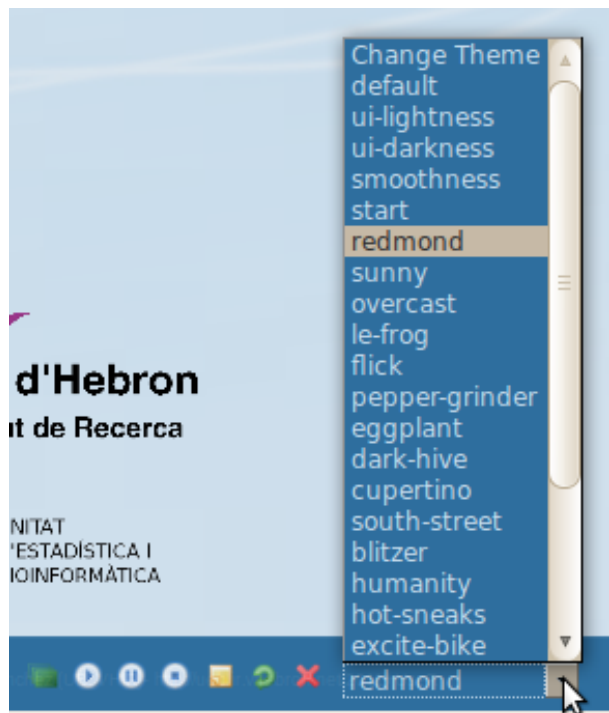 Change Theme
default
ui-lightness
ui-darkness
smoothness
start
redmond
sunny
overcast
le-frog
flick
pepper-grinder
eggplant
dark-hive
cupertino
south-street
blitzer
humanity
hot-sneaks
excite-bike
d'Hebron
t de Recerca
NITAT
'ESTADÍSTICA I
IOINFORMÀTICA
redmond